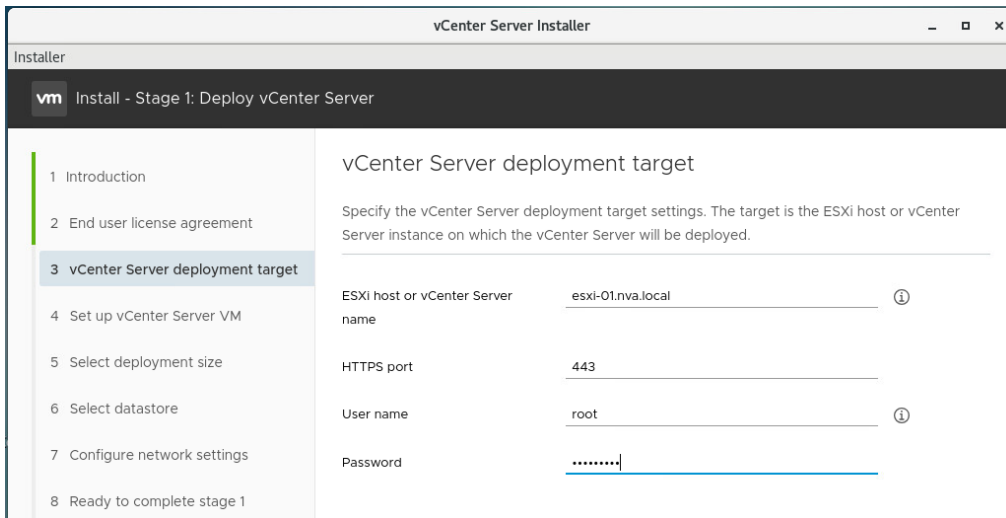 vCenter Server Installer
Installer
vm Install - Stage 1: Deploy vCenter Server
1 Introduction
2 End user license agreement
3 vCenter Server deployment target
4 Set up vCenter Server VM
5 Select deployment size
6 Select datastore
7 Configure network settings
8 Ready to complete stage 1
vCenter Server deployment target
Specify the vCenter Server deployment target settings. The target is the ESXi host or vCenter
Server instance on which the vCenter Server will be deployed.
ESXi host or vCenter Server
name
esxi-01.nva.local
HTTPS port
443
User name
root
Password
•••••••••